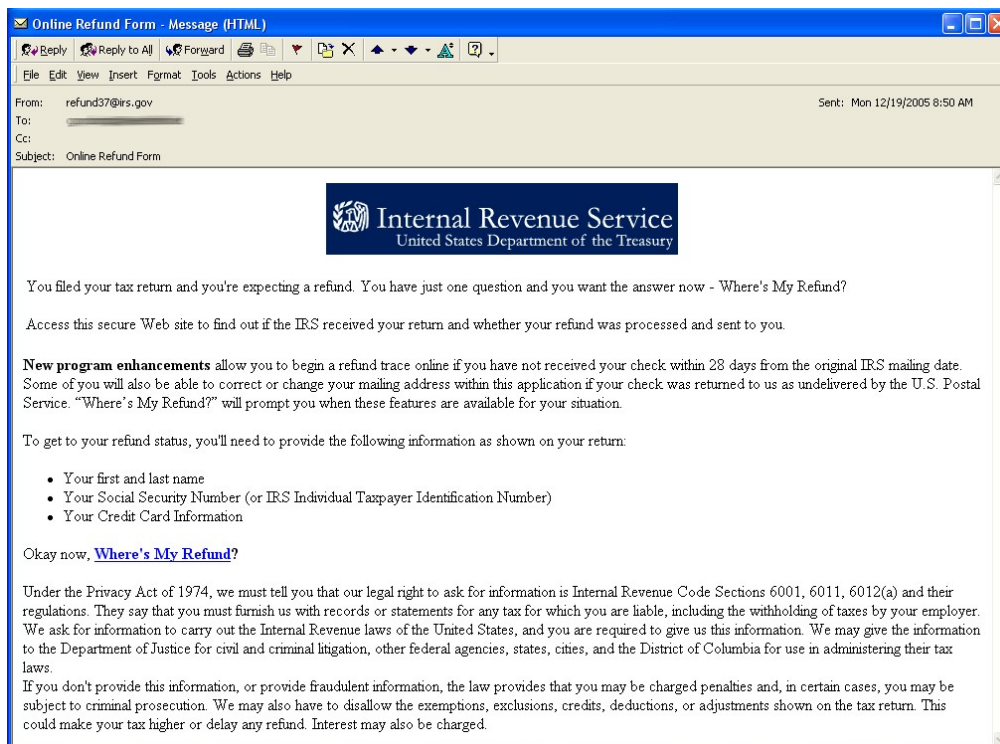 Online Refund Form - Message (HTML)
Reply Reply to All Forward
File Edit View Insert Format Tools Actions Help
From: refund37@irs.gov Sent: Mon 12/19/2005 8:50 AM
To:
Cc:
Subject: Online Refund Form
Internal Revenue Service
United States Department of the Treasury
You filed your tax return and you're expecting a refund. You have just one question and you want the answer now - Where's My Refund?
Access this secure Web site to find out if the IRS received your return and whether your refund was processed and sent to you.
New program enhancements allow you to begin a refund trace online if you have not received your check within 28 days from the original IRS mailing date.
Some of you will also be able to correct or change your mailing address within this application if your check was returned to us as undelivered by the U.S. Postal
Service. “Where’s My Refund?” will prompt you when these features are available for your situation.
To get to your refund status, you'll need to provide the following information as shown on your return:
• Your first and last name
• Your Social Security Number (or IRS Individual Taxpayer Identification Number)
• Your Credit Card Information
Okay now, Where's My Refund?
Under the Privacy Act of 1974, we must tell you that our legal right to ask for information is Internal Revenue Code Sections 6001, 6011, 6012(a) and their
regulations. They say that you must furnish us with records or statements for any tax for which you are liable, including the withholding of taxes by your employer.
We ask for information to carry out the Internal Revenue laws of the United States, and you are required to give us this information. We may give the information
to the Department of Justice for civil and criminal litigation, other federal agencies, states, cities, and the District of Columbia for use in administering their tax
laws.
If you don't provide this information, or provide fraudulent information, the law provides that you may be charged penalties and, in certain cases, you may be
subject to criminal prosecution. We may also have to disallow the exemptions, exclusions, credits, deductions, or adjustments shown on the tax return. This
could make your tax higher or delay any refund. Interest may also be charged.